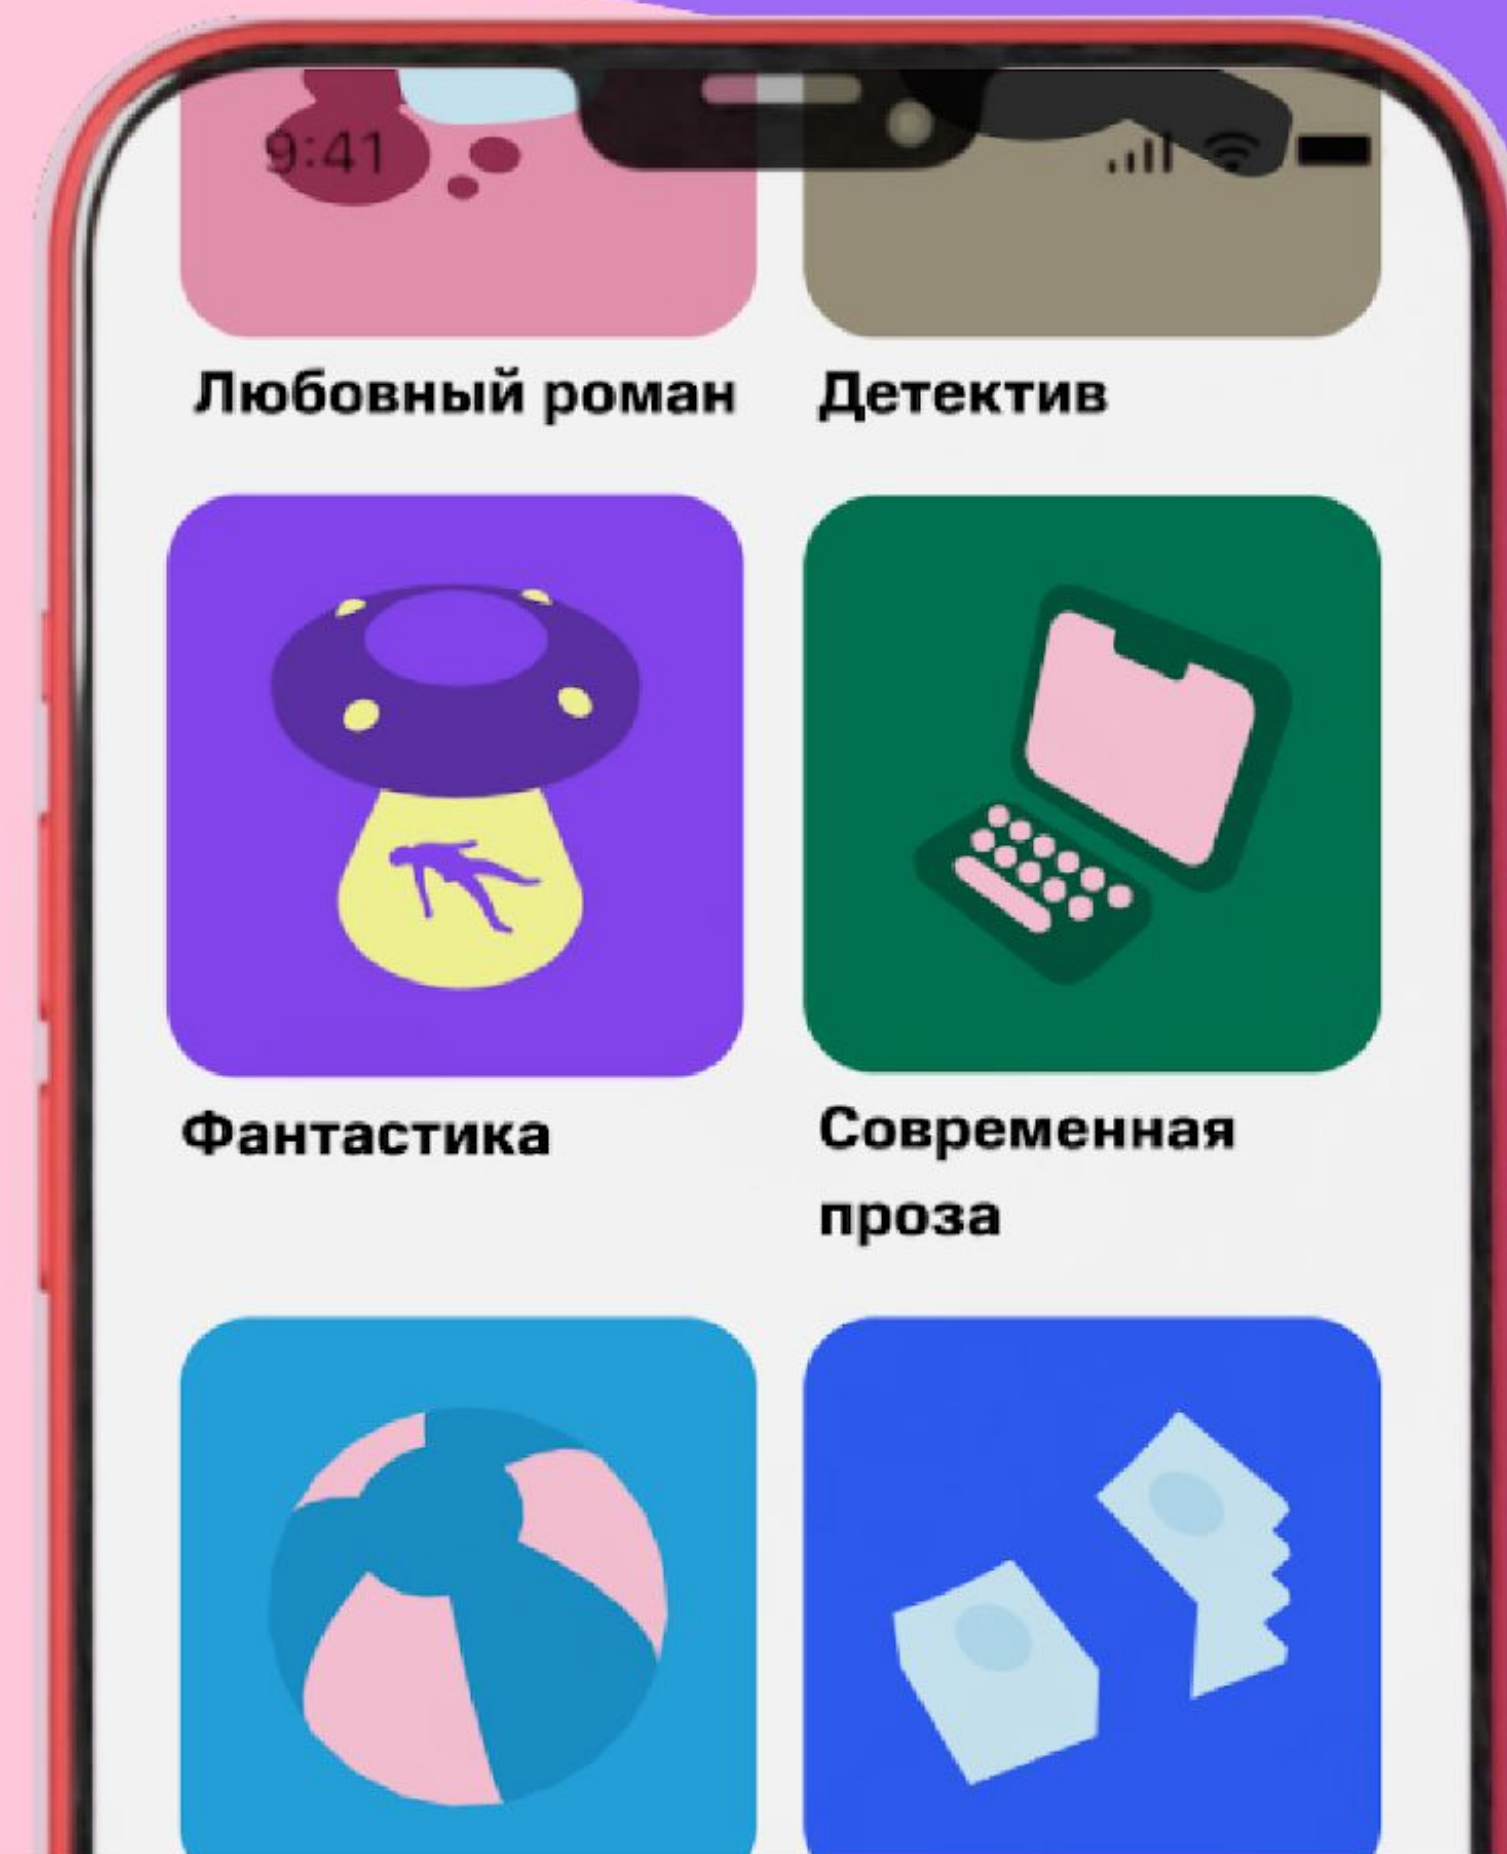 9:41
Любовный роман
Детектив
Фантастика
Современная
проза